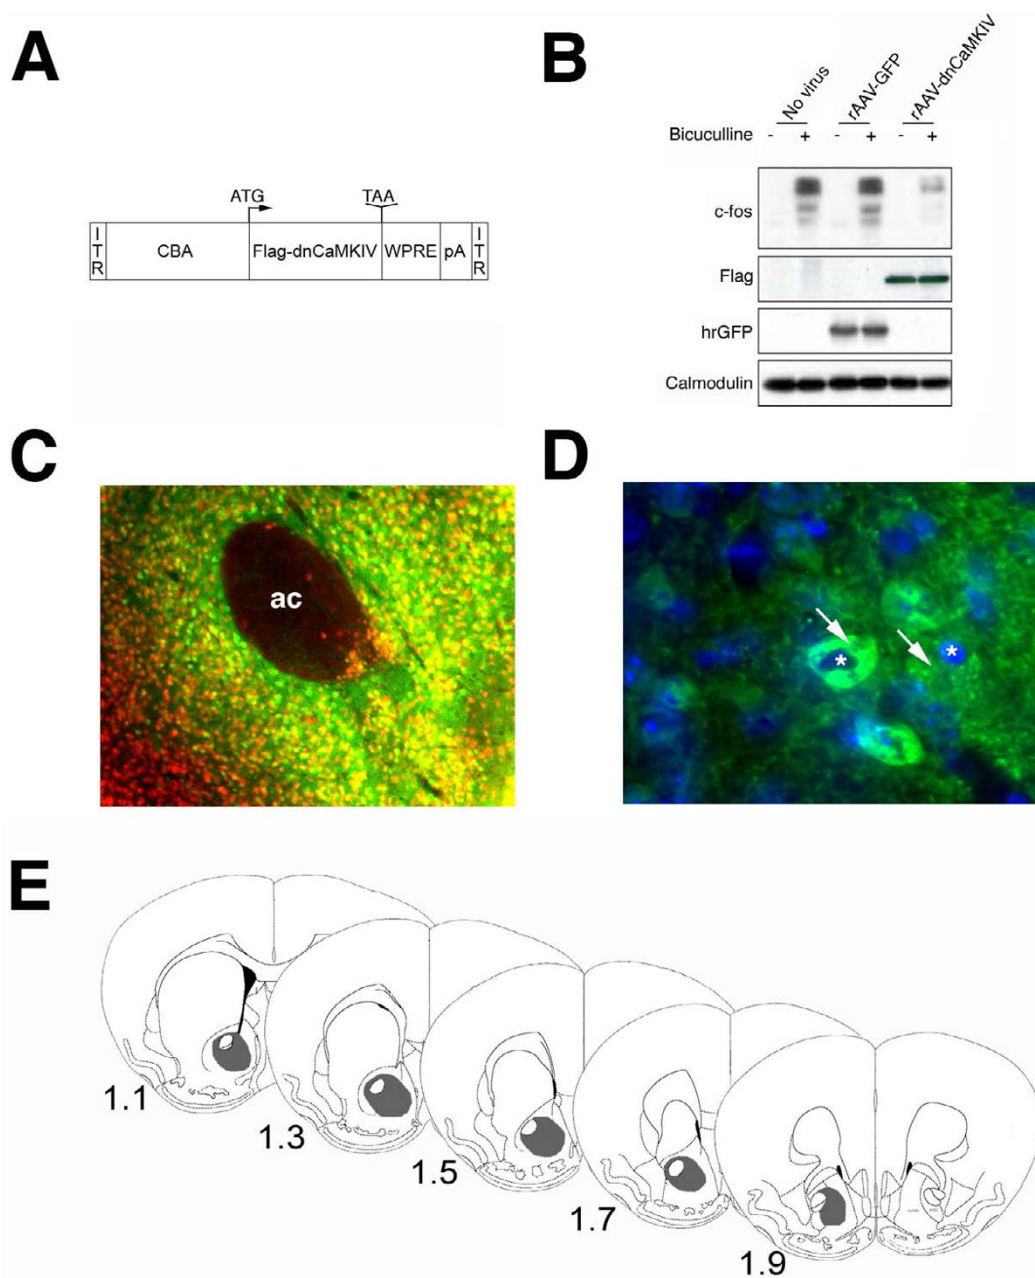 A
ATG
TAA
ITR
CBA
Flag-dnCaMKIV
WPRE
pA
ITR
B
No virus
rAAV-GFP
rAAV-dnCaMKIV
Bicuculline - + - + - +
c-fos
Flag
hrGFP
Calmodulin
C
ac
D
*
*
E
1.1
1.3
1.5
1.7
1.9